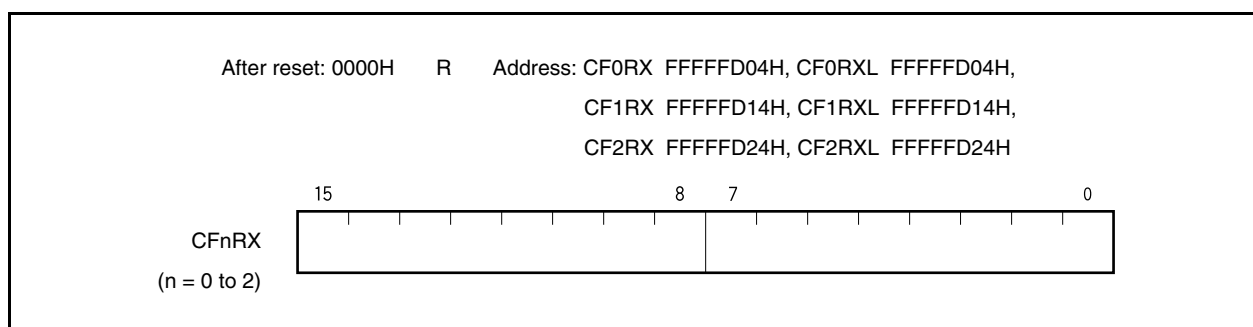 After reset: 0000H R Address: CF0RX FFFFFD04H, CF0RXL FFFFFD04H,
CF1RX FFFFFD14H, CF1RXL FFFFFD14H,
CF2RX FFFFFD24H, CF2RXL FFFFFD24H
15 8 7 0
CFnRX
(n = 0 to 2)